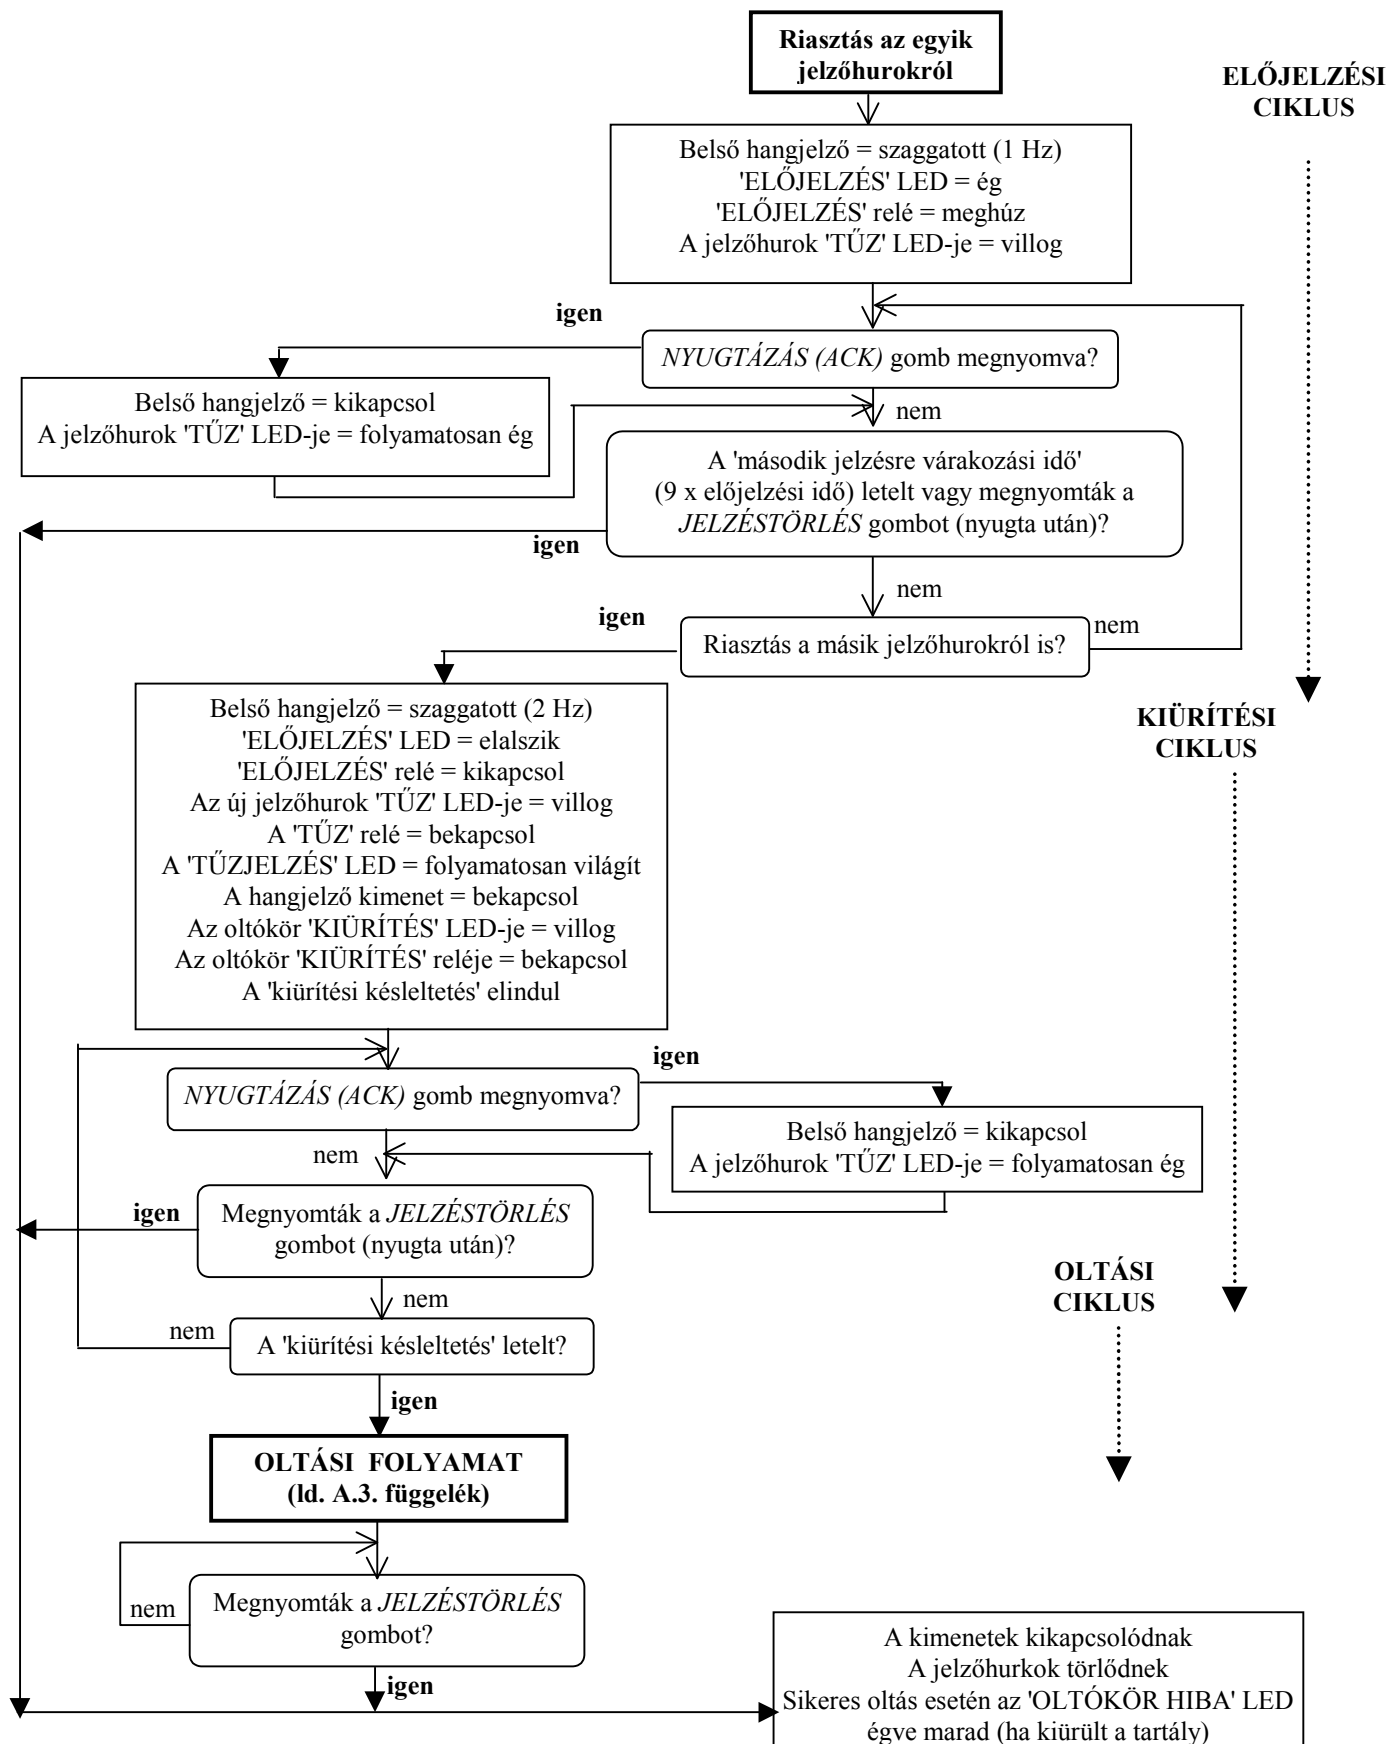 Riasztás az egyik
jelzőhurokról
ELŐJELZÉSI
CIKLUS
Belső hangjelző = szaggatott (1 Hz)
'ELŐJELZÉS' LED = ég
'ELŐJELZÉS' relé = meghúz
A jelzőhurok 'TŰZ' LED-je = villog
igen
NYUGTÁZÁS (ACK) gomb megnyomva?
Belső hangjelző = kikapcsol
A jelzőhurok 'TŰZ' LED-je = folyamatosan ég
nem
A 'második jelzésre várakozási idő'
(9 x előjelzési idő) letelt vagy megnyomták a
JELZÉSTÖRLÉS gombot (nyugta után)?
igen
nem
igen
Riasztás a másik jelzőhurokról is?
nem
KIÜRÍTÉSI
CIKLUS
Belső hangjelző = szaggatott (2 Hz)
'ELŐJELZÉS' LED = elalszik
'ELŐJELZÉS' relé = kikapcsol
Az új jelzőhurok 'TŰZ' LED-je = villog
A 'TŰZ' relé = bekapcsol
A 'TŰZJELZÉS' LED = folyamatosan világít
A hangjelző kimenet = bekapcsol
Az oltókör 'KIÜRÍTÉS' LED-je = villog
Az oltókör 'KIÜRÍTÉS' reléje = bekapcsol
A 'kiürítési késleltetés' elindul
igen
NYUGTÁZÁS (ACK) gomb megnyomva?
Belső hangjelző = kikapcsol
A jelzőhurok 'TŰZ' LED-je = folyamatosan ég
nem
igen
Megnyomták a JELZÉSTÖRLÉS
gombot (nyugta után)?
OLTÁSI
CIKLUS
nem
nem
A 'kiürítési késleltetés' letelt?
igen
OLTÁSI FOLYAMAT
(ld. A.3. függelék)
Megnyomták a JELZÉSTÖRLÉS
gombot?
nem
igen
A kimenetek kikapcsolódnak
A jelzőhurkok törlődnek
Sikeres oltás esetén az 'OLTÓKÖR HIBA' LED
égve marad (ha kiürült a tartály)